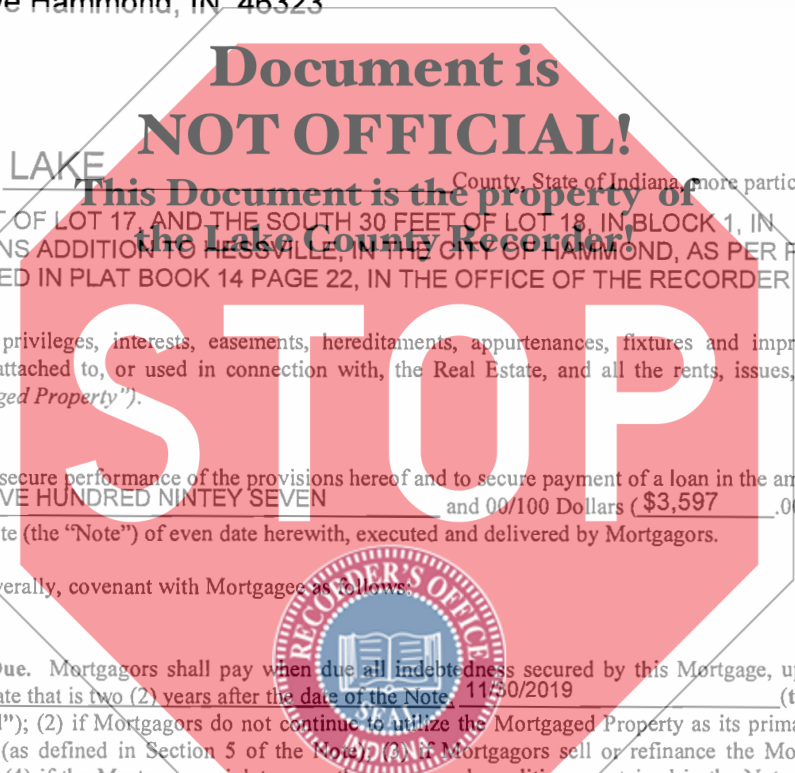 ve Hammond, IN 46323
Document is
NOT OFFICIAL!
LAKE County, State of Indiana, more partic
This Document is the property of
T OF LOT 17, AND THE SOUTH 30 FEET OF LOT 18, IN BLOCK 1, IN
the Lake County Recorder!
NS ADDITION TO HESSVILLE, IN THE CITY OF HAMMOND, AS PER P
ED IN PLAT BOOK 14 PAGE 22, IN THE OFFICE OF THE RECORDER
STOP
privileges, interests, easements, hereditaments, appurtenances, fixtures and impr
attached to, or used in connection with, the Real Estate, and all the rents, issues,
ged Property").
secure performance of the provisions hereof and to secure payment of a loan in the am
VE HUNDRED NINTEY SEVEN and 00/100 Dollars ( $3,597 .00
te (the "Note") of even date herewith, executed and delivered by Mortgagors.
verally, covenant with Mortgagee as follows:
RECORDER'S OFFICE
SEAL
Due. Mortgagors shall pay when due all indebtedness secured by this Mortgage, up
ate that is two (2) years after the date of the Note, 11/30/2019 (t
"); (2) if Mortgagors do not continue to utilize the Mortgaged Property as its prima
(as defined in Section 5 of the Note); (3) if Mortgagors sell or refinance the Mo